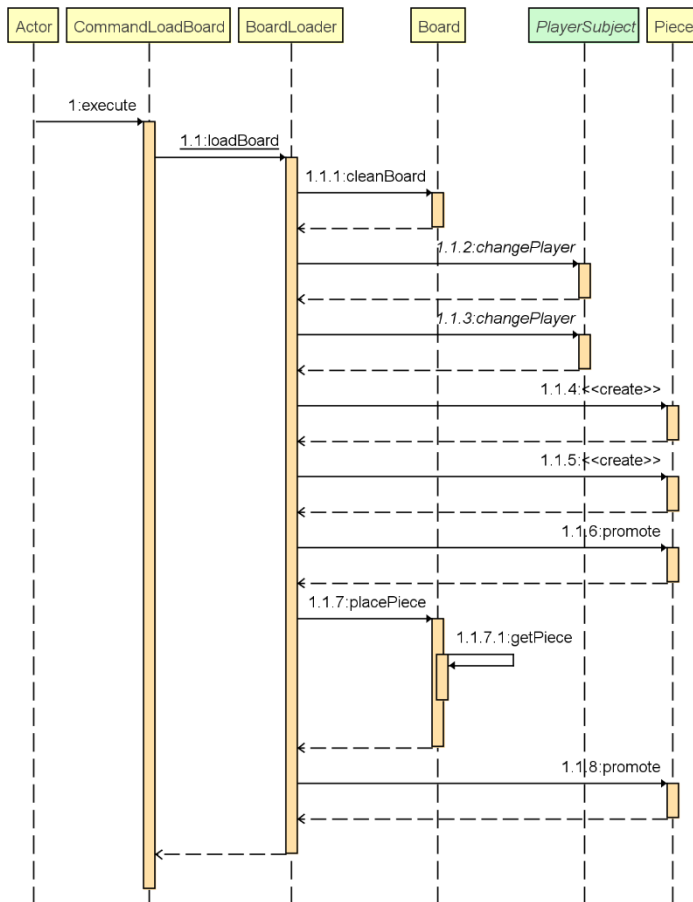 Actor CommandLoadBoard BoardLoader Board PlayerSubject Piece
1:execute
1.1:loadBoard
1.1.1:cleanBoard
1.1.2:changePlayer
1.1.3:changePlayer
1.1.4:<<create>>
1.1.5:<<create>>
1.1.6:promote
1.1.7:placePiece
1.1.7.1:getPiece
1.1.8:promote